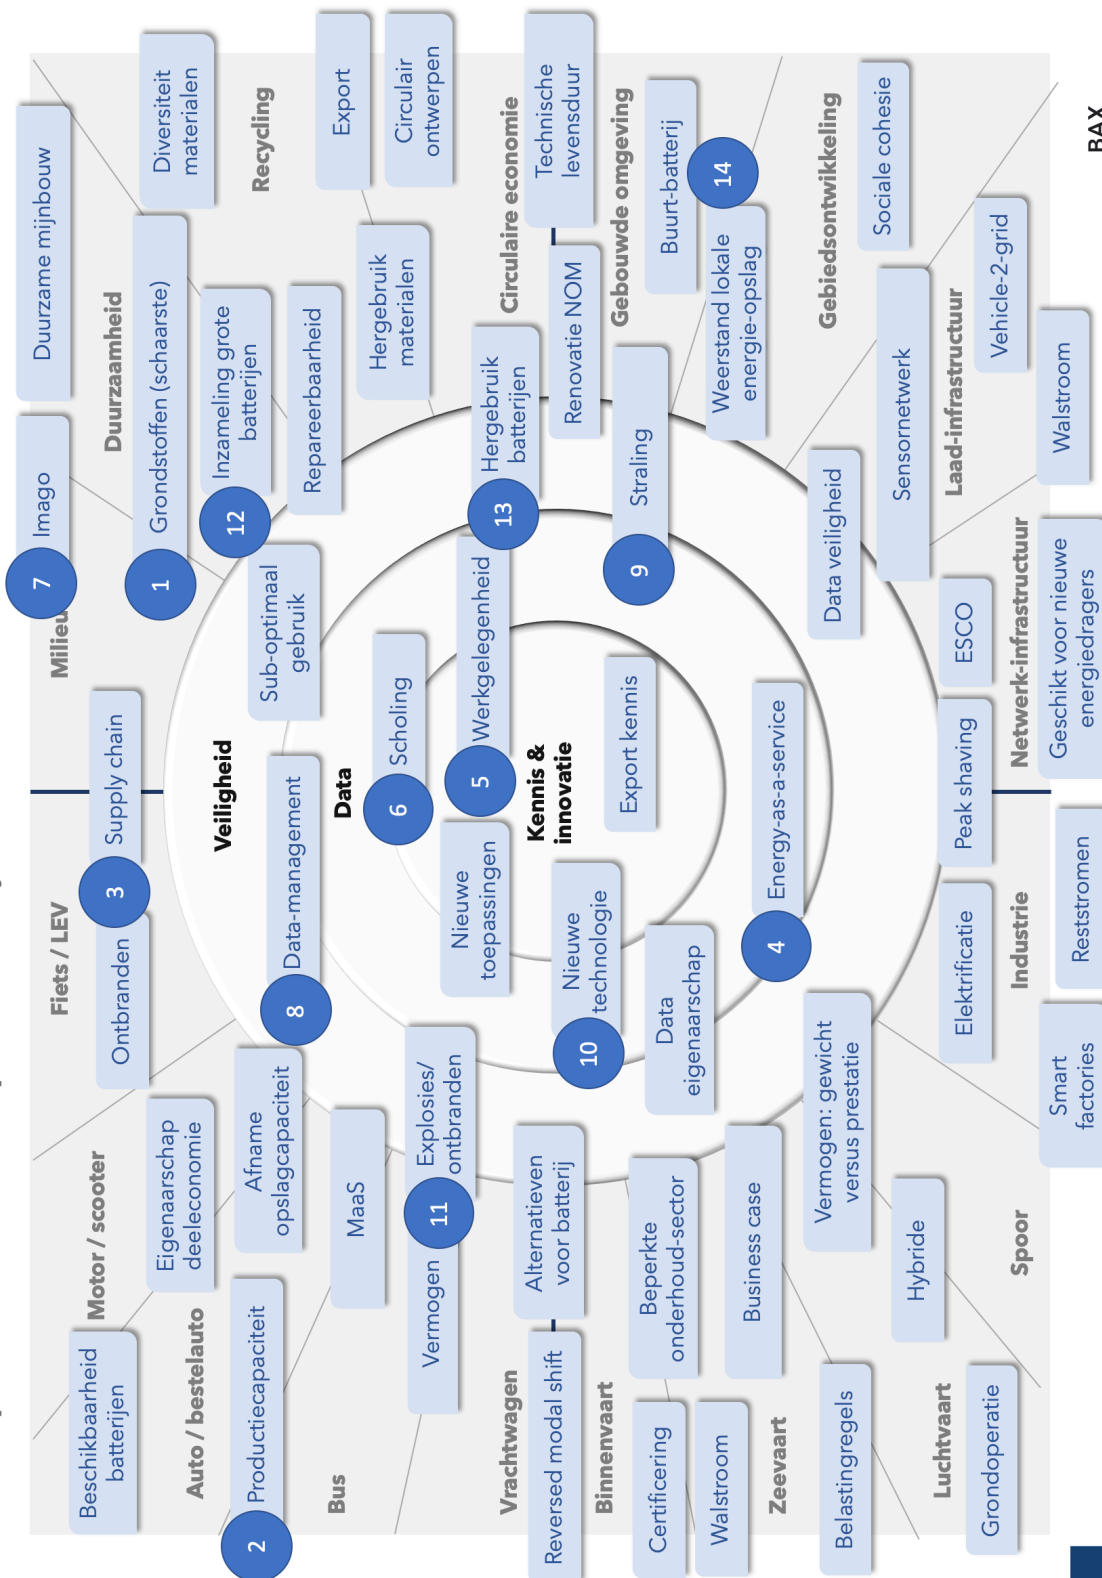 7
Imago
Duurzame mijnbouw
Fiets / LEV
Milieu
Beschikbaarheid
batterijen
Motor / scooter
Ontbranden
3
Supply chain
Duurzaamheid
Eigenaarschap
deeleconomie
1
Grondstoffen (schaarste)
Diversiteit
materialen
Auto / bestelauto
2
Productiecapaciteit
Afname
opslagcapaciteit
Veiligheid
12
Inzameling grote
batterijen
Recycling
8
Data-management
Sub-optimaal
gebruik
Repareerbaarheid
Bus
MaaS
Data
Export
6
Scholing
Hergebruik
materialen
Circulair
ontwerpen
Vermogen
11
Explosies/
ontbranden
Nieuwe
toepassingen
5
Werkgelegenheid
13
Hergebruik
batterijen
Vrachtwagen
Circulaire economie
Reversed modal shift
Alternatieven
voor batterij
Kennis &
innovatie
Renovatie NOM
Technische
levensduur
Binnenvaart
10
Nieuwe
technologie
Gebouwde omgeving
Certificering
Beperkte
onderhoud-sector
Export kennis
9
Straling
Buurt-batterij
Data
eigenaarschap
Walstroom
14
Weerstand lokale
energie-opslag
Zeevaart
Business case
4
Energy-as-a-service
Vermogen: gewicht
versus prestatie
Data veiligheid
Gebiedsontwikkeling
Belastingregels
Sensornetwerk
Sociale cohesie
Hybride
Luchtvaart
Elektrificatie
Peak shaving
ESCO
Laad-infrastructuur
Grondoperatie
Vehicle-2-grid
Spoor
Industrie
Netwerk-infrastructuur
Smart
factories
Reststromen
Geschikt voor nieuwe
energiedragers
Walstroom
BAX